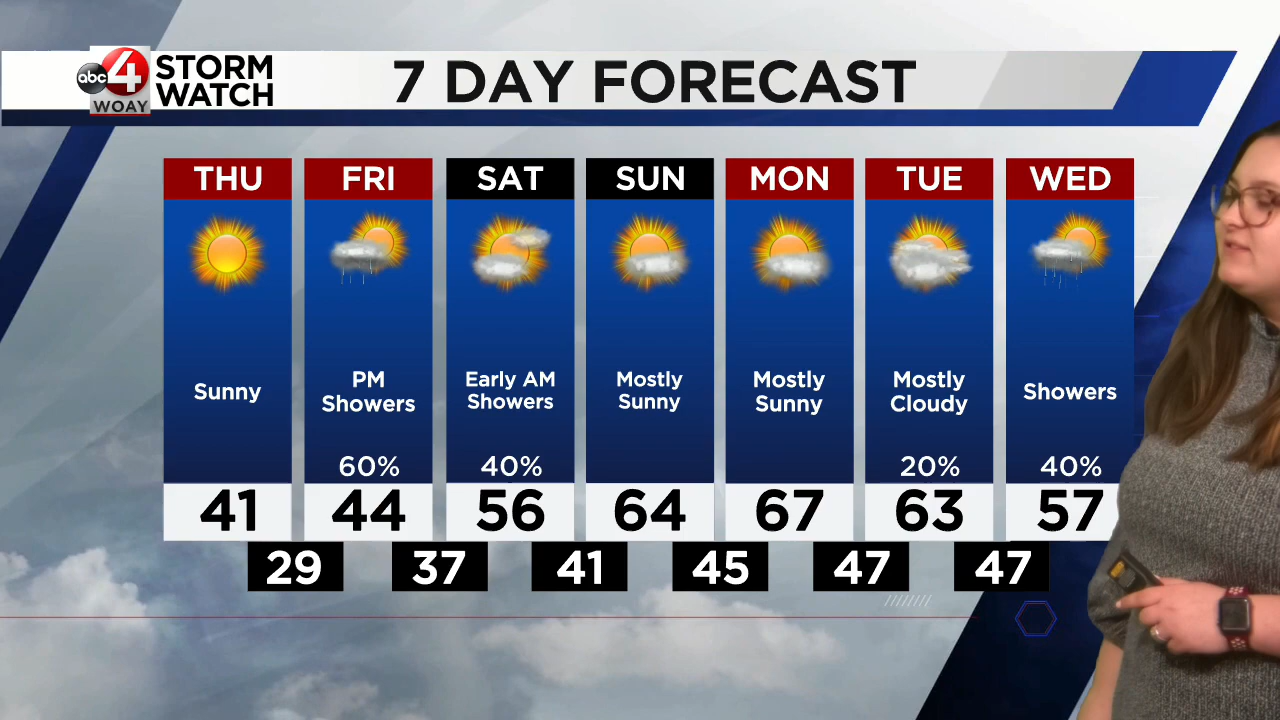 abc 4
WOAY
STORM
WATCH
7 DAY FORECAST
THU
FRI
SAT
SUN
MON
TUE
WED
Sunny
PM
Showers
Early AM
Showers
Mostly
Sunny
Mostly
Sunny
Mostly
Cloudy
Showers
60%
40%
20%
40%
41
44
56
64
67
63
57
29
37
41
45
47
47